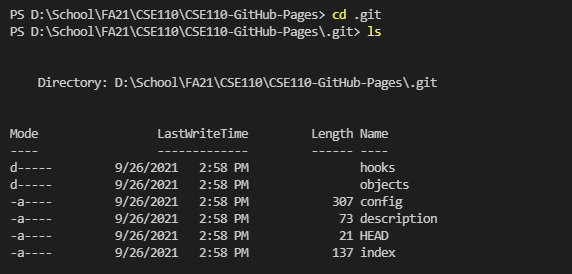 PS D:\School\FA21\CSE110\CSE110-GitHub-Pages> cd .git
PS D:\School\FA21\CSE110\CSE110-GitHub-Pages\.git> ls
Directory: D:\School\FA21\CSE110\CSE110-GitHub-Pages\.git
Mode LastWriteTime Length Name
---- ------------- ------ ----
d----- 9/26/2021 2:58 PM hooks
d----- 9/26/2021 2:58 PM objects
-a---- 9/26/2021 2:58 PM 307 config
-a---- 9/26/2021 2:58 PM 73 description
-a---- 9/26/2021 2:58 PM 21 HEAD
-a---- 9/26/2021 2:58 PM 137 index